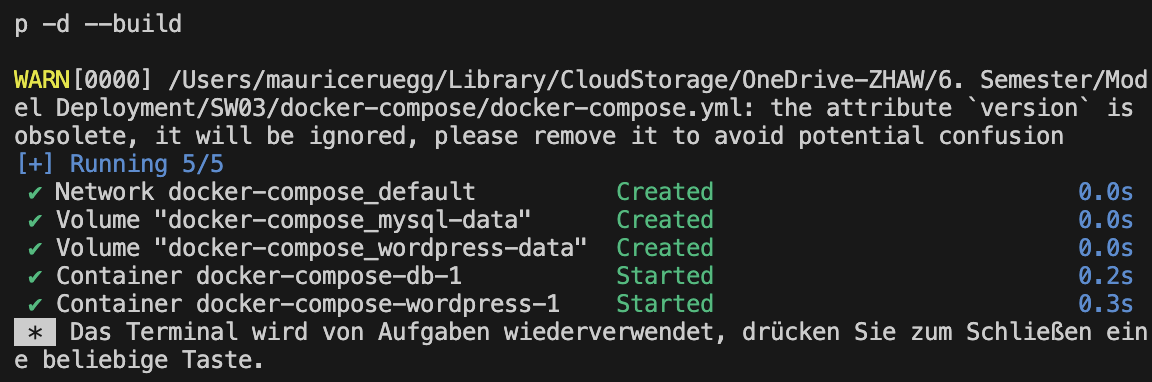 p -d --build
WARN[0000] /Users/mauriceruegg/Library/CloudStorage/OneDrive-ZHAW/6. Semester/Mod
el Deployment/SW03/docker-compose/docker-compose.yml: the attribute `version` is
obsolete, it will be ignored, please remove it to avoid potential confusion
[+] Running 5/5
✔ Network docker-compose_default Created 0.0s
✔ Volume "docker-compose_mysql-data" Created 0.0s
✔ Volume "docker-compose_wordpress-data" Created 0.0s
✔ Container docker-compose-db-1 Started 0.2s
✔ Container docker-compose-wordpress-1 Started 0.3s
* Das Terminal wird von Aufgaben wiederverwendet, drücken Sie zum Schließen ein
e beliebige Taste.